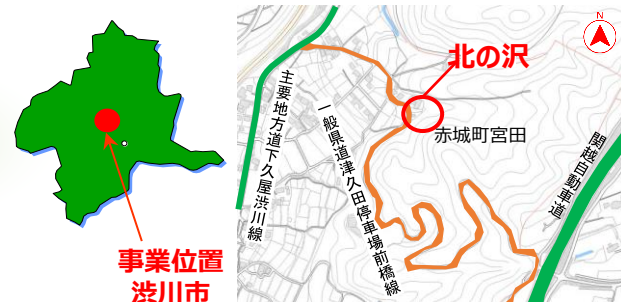 事業位置
渋川市
N
北の沢
赤城町宮田
主要地方道下久屋渋川線
一般県道津久田停車場前橋線
関越自動車道